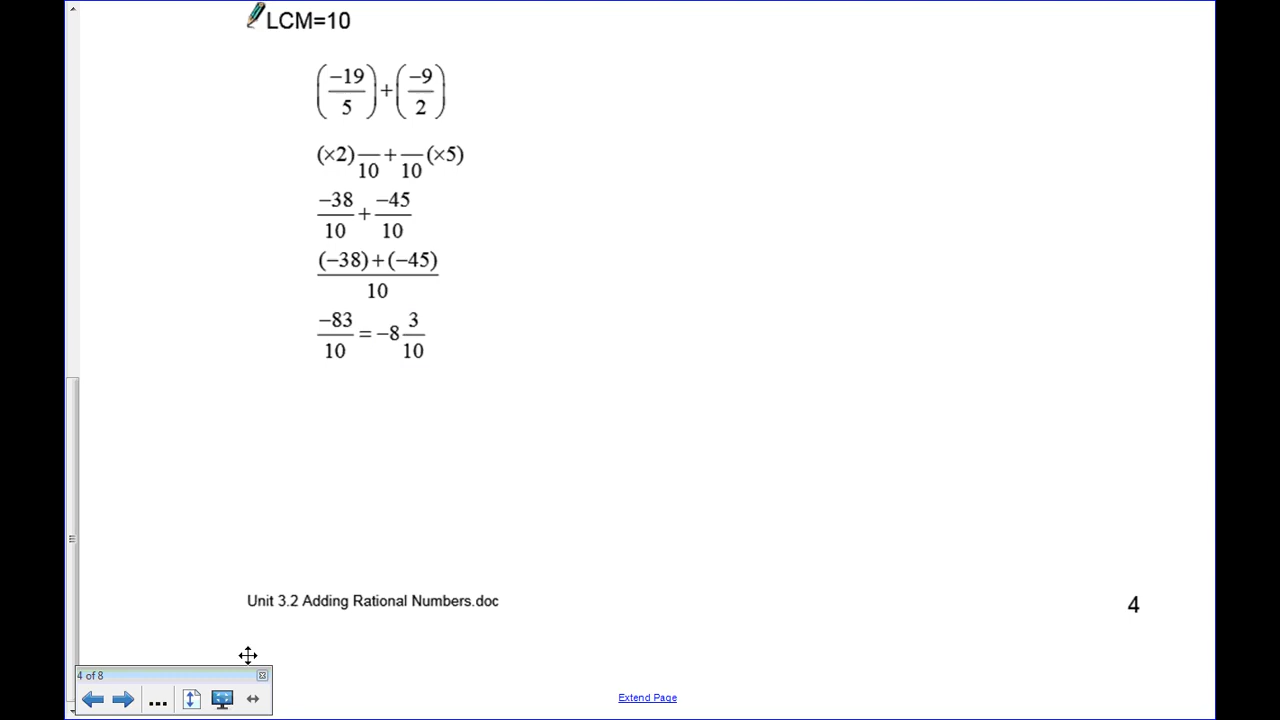 LCM=10
(−19/5)+(−9/2)
(×2)__/10 + __/10(×5)
−38/10 + −45/10
(−38)+(−45)/10
−83/10 = −8 3/10
Unit 3.2 Adding Rational Numbers.doc
4
4 of 8
...
Extend Page